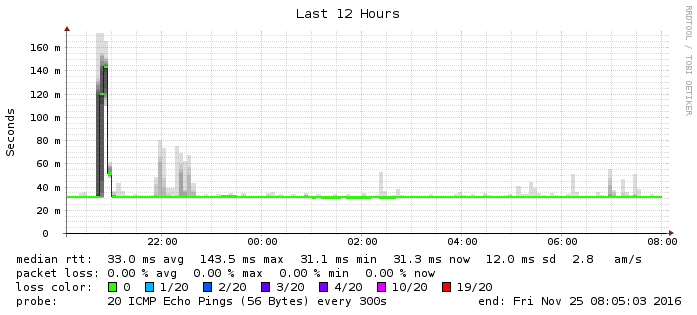 Last 12 Hours
RRDTOOL / TOBI OETIKER
Seconds
160 m
140 m
120 m
100 m
80 m
60 m
40 m
20 m
0
22:00 00:00 02:00 04:00 06:00 08:00
median rtt: 33.0 ms avg 143.5 ms max 31.1 ms min 31.3 ms now 12.0 ms sd 2.8 am/s
packet loss: 0.00 % avg 0.00 % max 0.00 % min 0.00 % now
loss color: 0 1/20 2/20 3/20 4/20 10/20 19/20
probe: 20 ICMP Echo Pings (56 Bytes) every 300s end: Fri Nov 25 08:05:03 2016